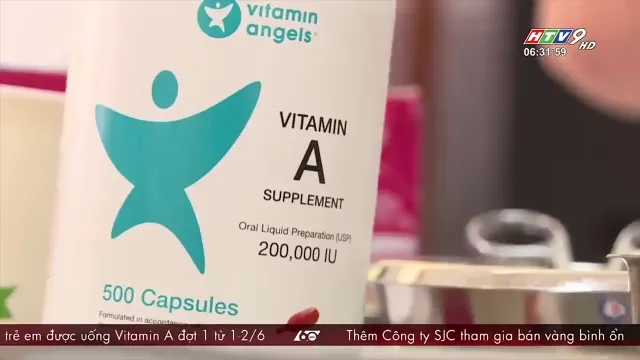 vitamin
angels®
HTV9 HD
06:31:59
VITAMIN
A
SUPPLEMENT
Oral Liquid Preparation (USP)
200,000 IU
500 Capsules
Formulated in accordance
trẻ em được uống Vitamin A đợt 1 từ 1-2/6
60
Thêm Công ty SJC tham gia bán vàng bình ổn